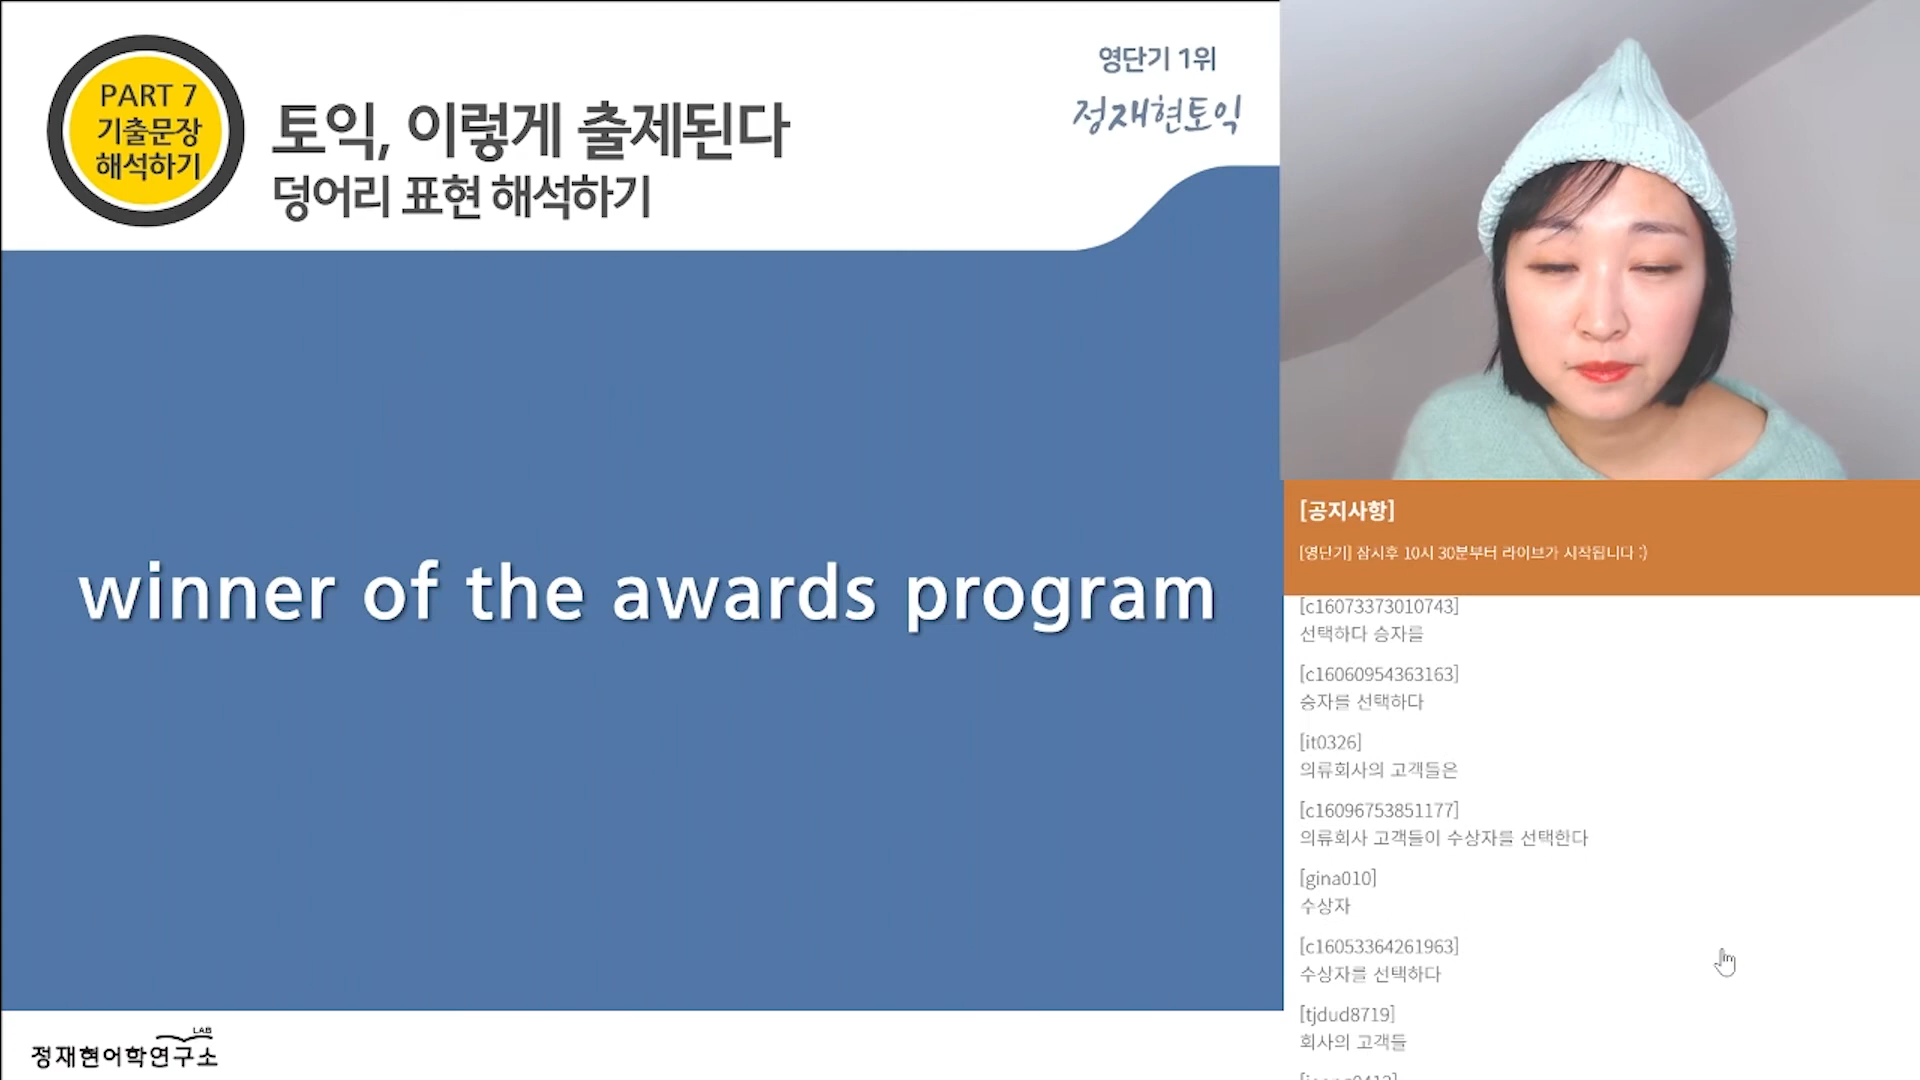 PART 7
기출문장
해석하기
토익, 이렇게 출제된다
덩어리 표현 해석하기
영단기 1위
정재현토익
winner of the awards program
LAB
정재현어학연구소
[공지사항]
[영단기] 잠시후 10시 30분부터 라이브가 시작됩니다 :)
[c16073373010743]
선택하다 승자를
[c16060954363163]
승자를 선택하다
[it0326]
의류회사의 고객들은
[c16096753851177]
의류회사 고객들이 수상자를 선택한다
[gina010]
수상자
[c16053364261963]
수상자를 선택하다
[tjdud8719]
회사의 고객들